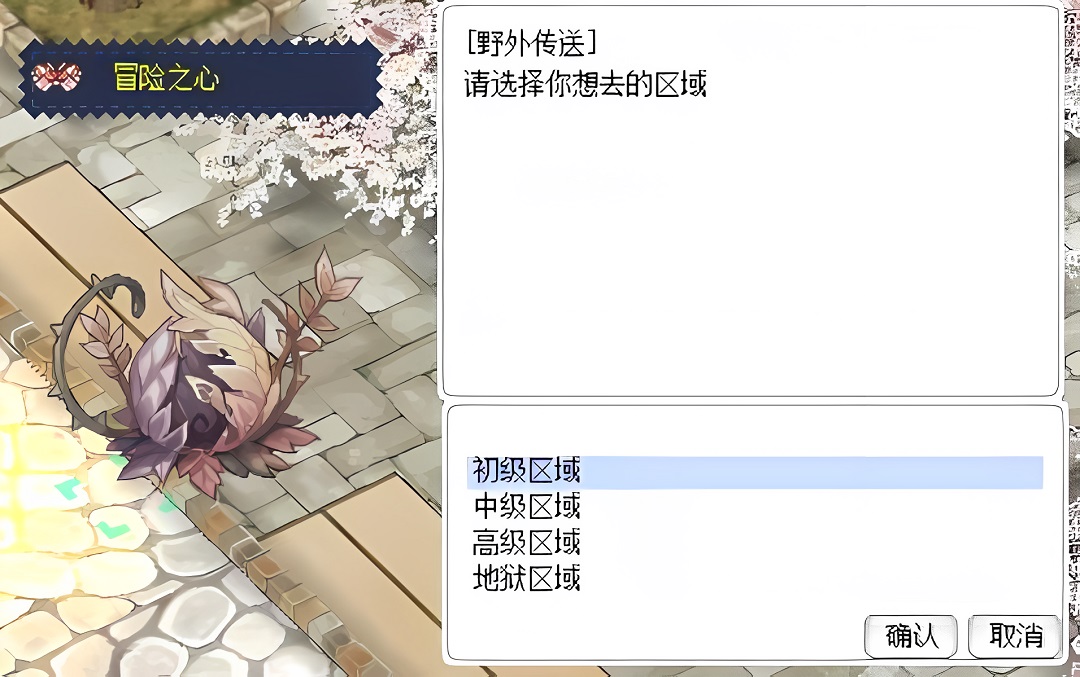 冒险之心
[野外传送]
请选择你想去的区域
初级区域
中级区域
高级区域
地狱区域
确认
取消